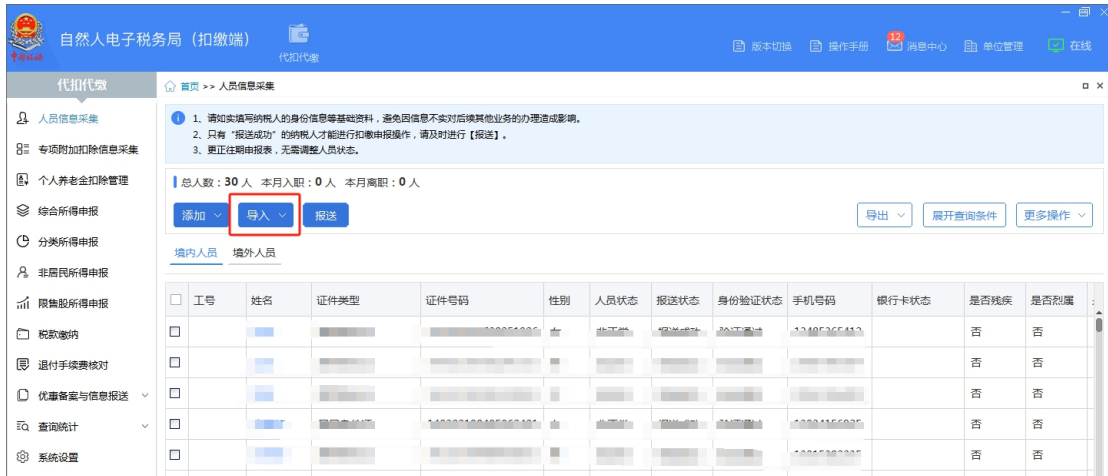 自然人电子税务局（扣缴端）
代扣代缴
版本切换 操作手册 12 消息中心 单位管理 在线
代扣代缴
首页 >> 人员信息采集
人员信息采集
专项附加扣除信息采集
个人养老金扣除管理
综合所得申报
分类所得申报
非居民所得申报
限售股所得申报
税款缴纳
退付手续费核对
优惠备案与信息报送
查询统计
系统设置
1、请如实填写纳税人的身份信息等基础资料，避免因信息不实对后续其他业务的办理造成影响。
2、只有“报送成功”的纳税人才能进行扣缴申报操作，请及时进行【报送】。
3、更正往期申报表，无需调整人员状态。
总人数：30 人 本月入职：0 人 本月离职：0 人
添加 导入 报送 导出 展开查询条件 更多操作
境内人员 境外人员
工号 姓名 证件类型 证件号码 性别 人员状态 报送状态 身份验证状态 手机号码 银行卡状态 是否残疾 是否烈属
否 否
否 否
否 否
否 否
否 否